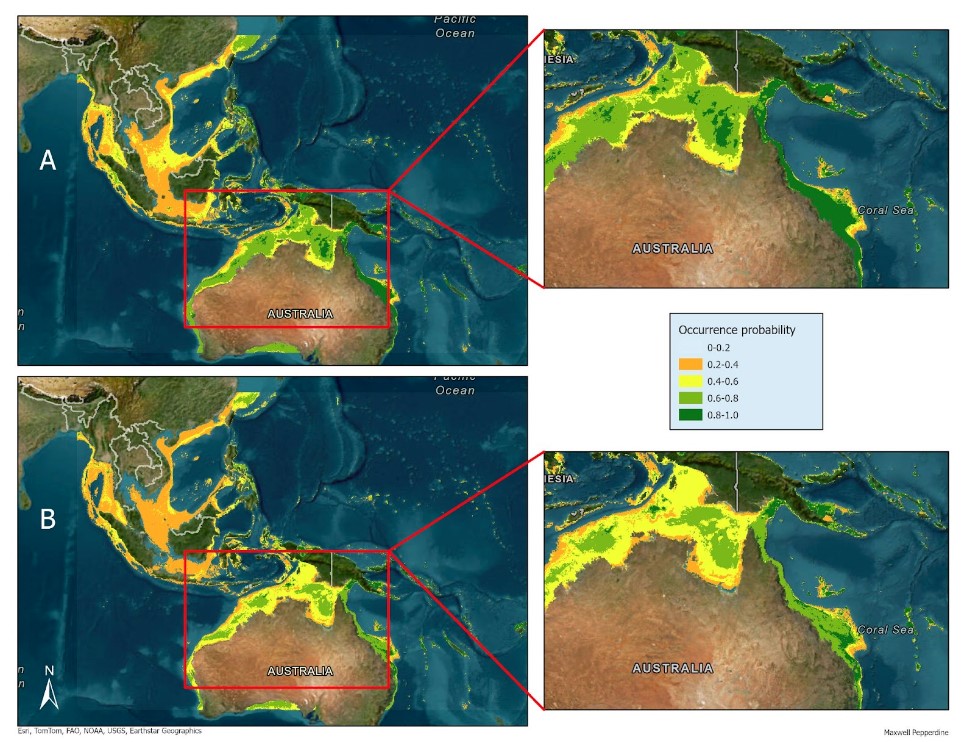 Pacific
Ocean
A
AUSTRALIA
n
n
ESIA
Coral Sea
AUSTRALIA
Occurrence probability
0-0.2
0.2-0.4
0.4-0.6
0.6-0.8
0.8-1.0
Pacific
Ocean
B
AUSTRALIA
n
n
N
ESIA
Coral Sea
AUSTRALIA
Esri, TomTom, FAO, NOAA, USGS, Earthstar Geographics
Maxwell Pepperdine